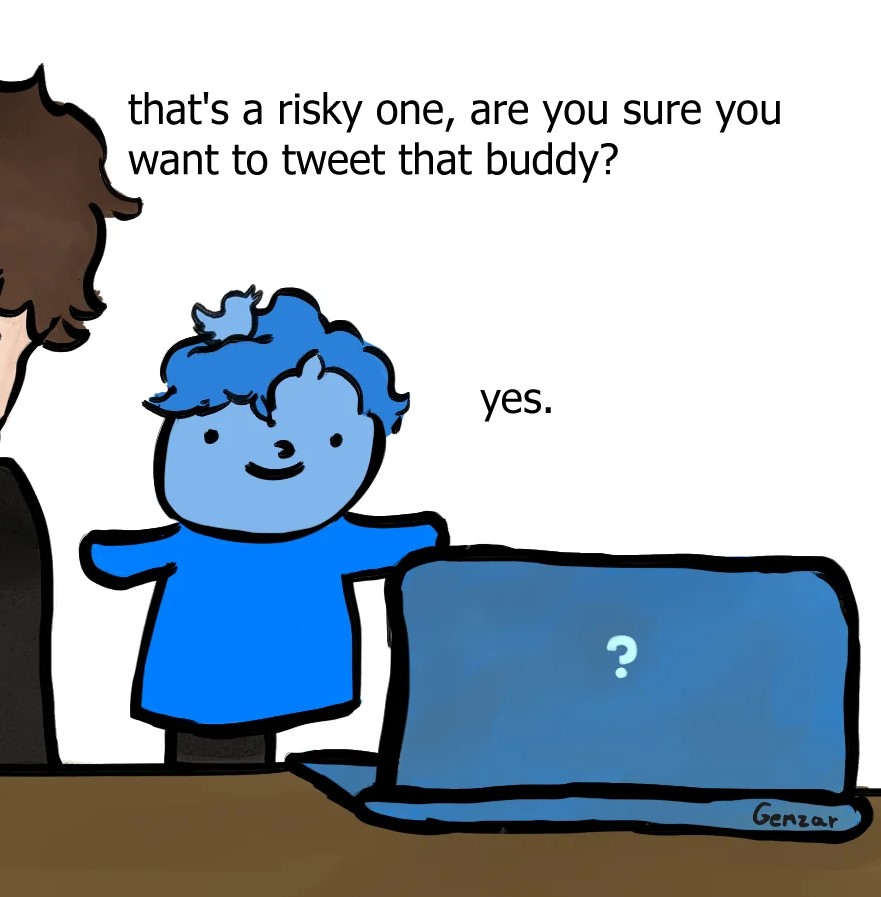 that's a risky one, are you sure you
want to tweet that buddy?
yes.
?
Genzar